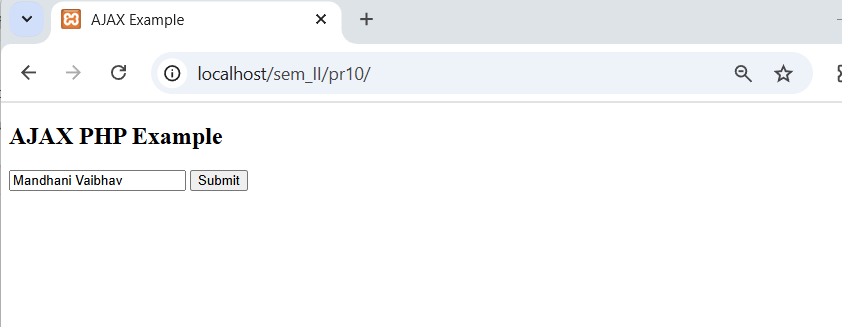 AJAX Example
localhost/sem_II/pr10/
AJAX PHP Example
Mandhani Vaibhav Submit